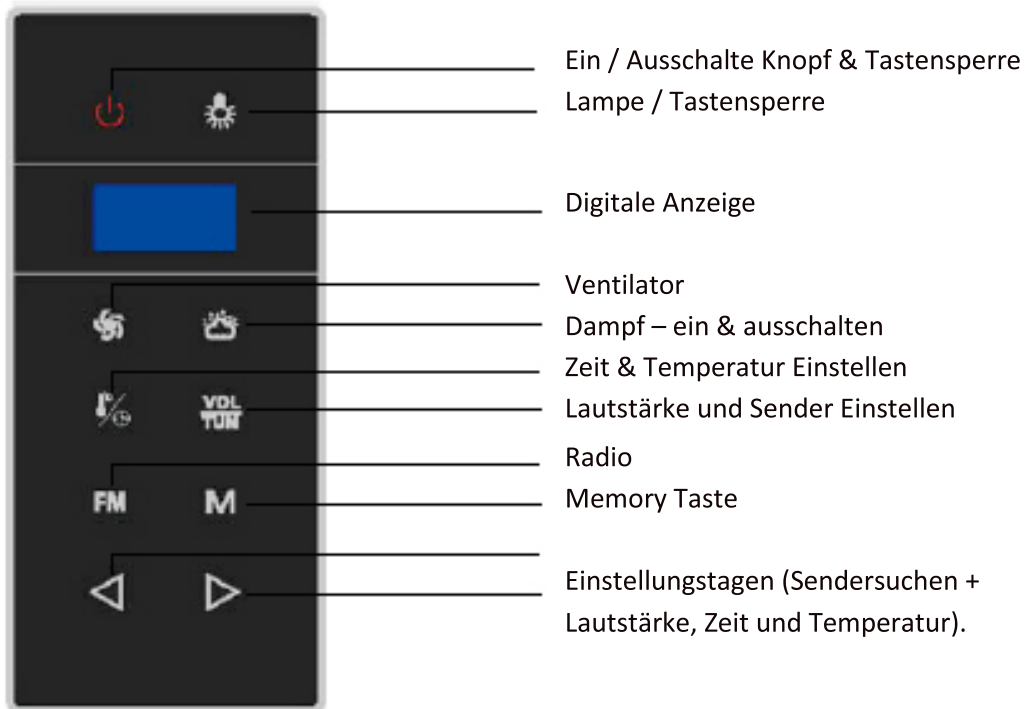 Ein / Ausschalte Knopf & Tastensperre
Lampe / Tastensperre
Digitale Anzeige
Ventilator
Dampf – ein & ausschalten
Zeit & Temperatur Einstellen
VOL
TUN
Lautstärke und Sender Einstellen
Radio
FM M
Memory Taste
Einstellungstagen (Sendersuchen +
Lautstärke, Zeit und Temperatur).